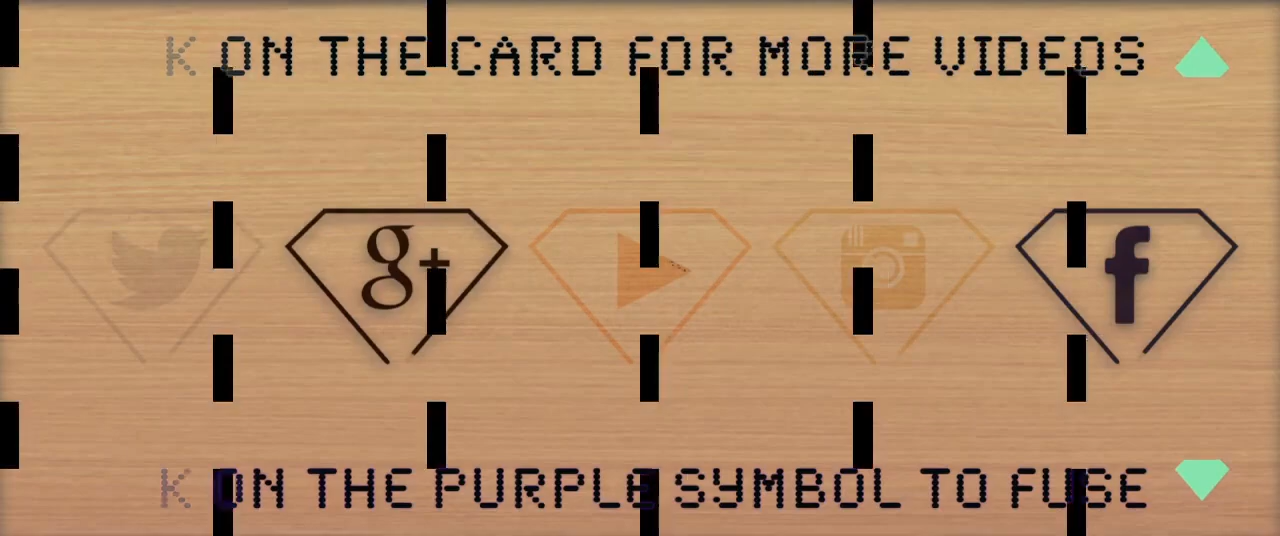 K ON THE CARD FOR MORE VIDEOS
g+
f
K ON THE PURPLE SYMBOL TO FUSE